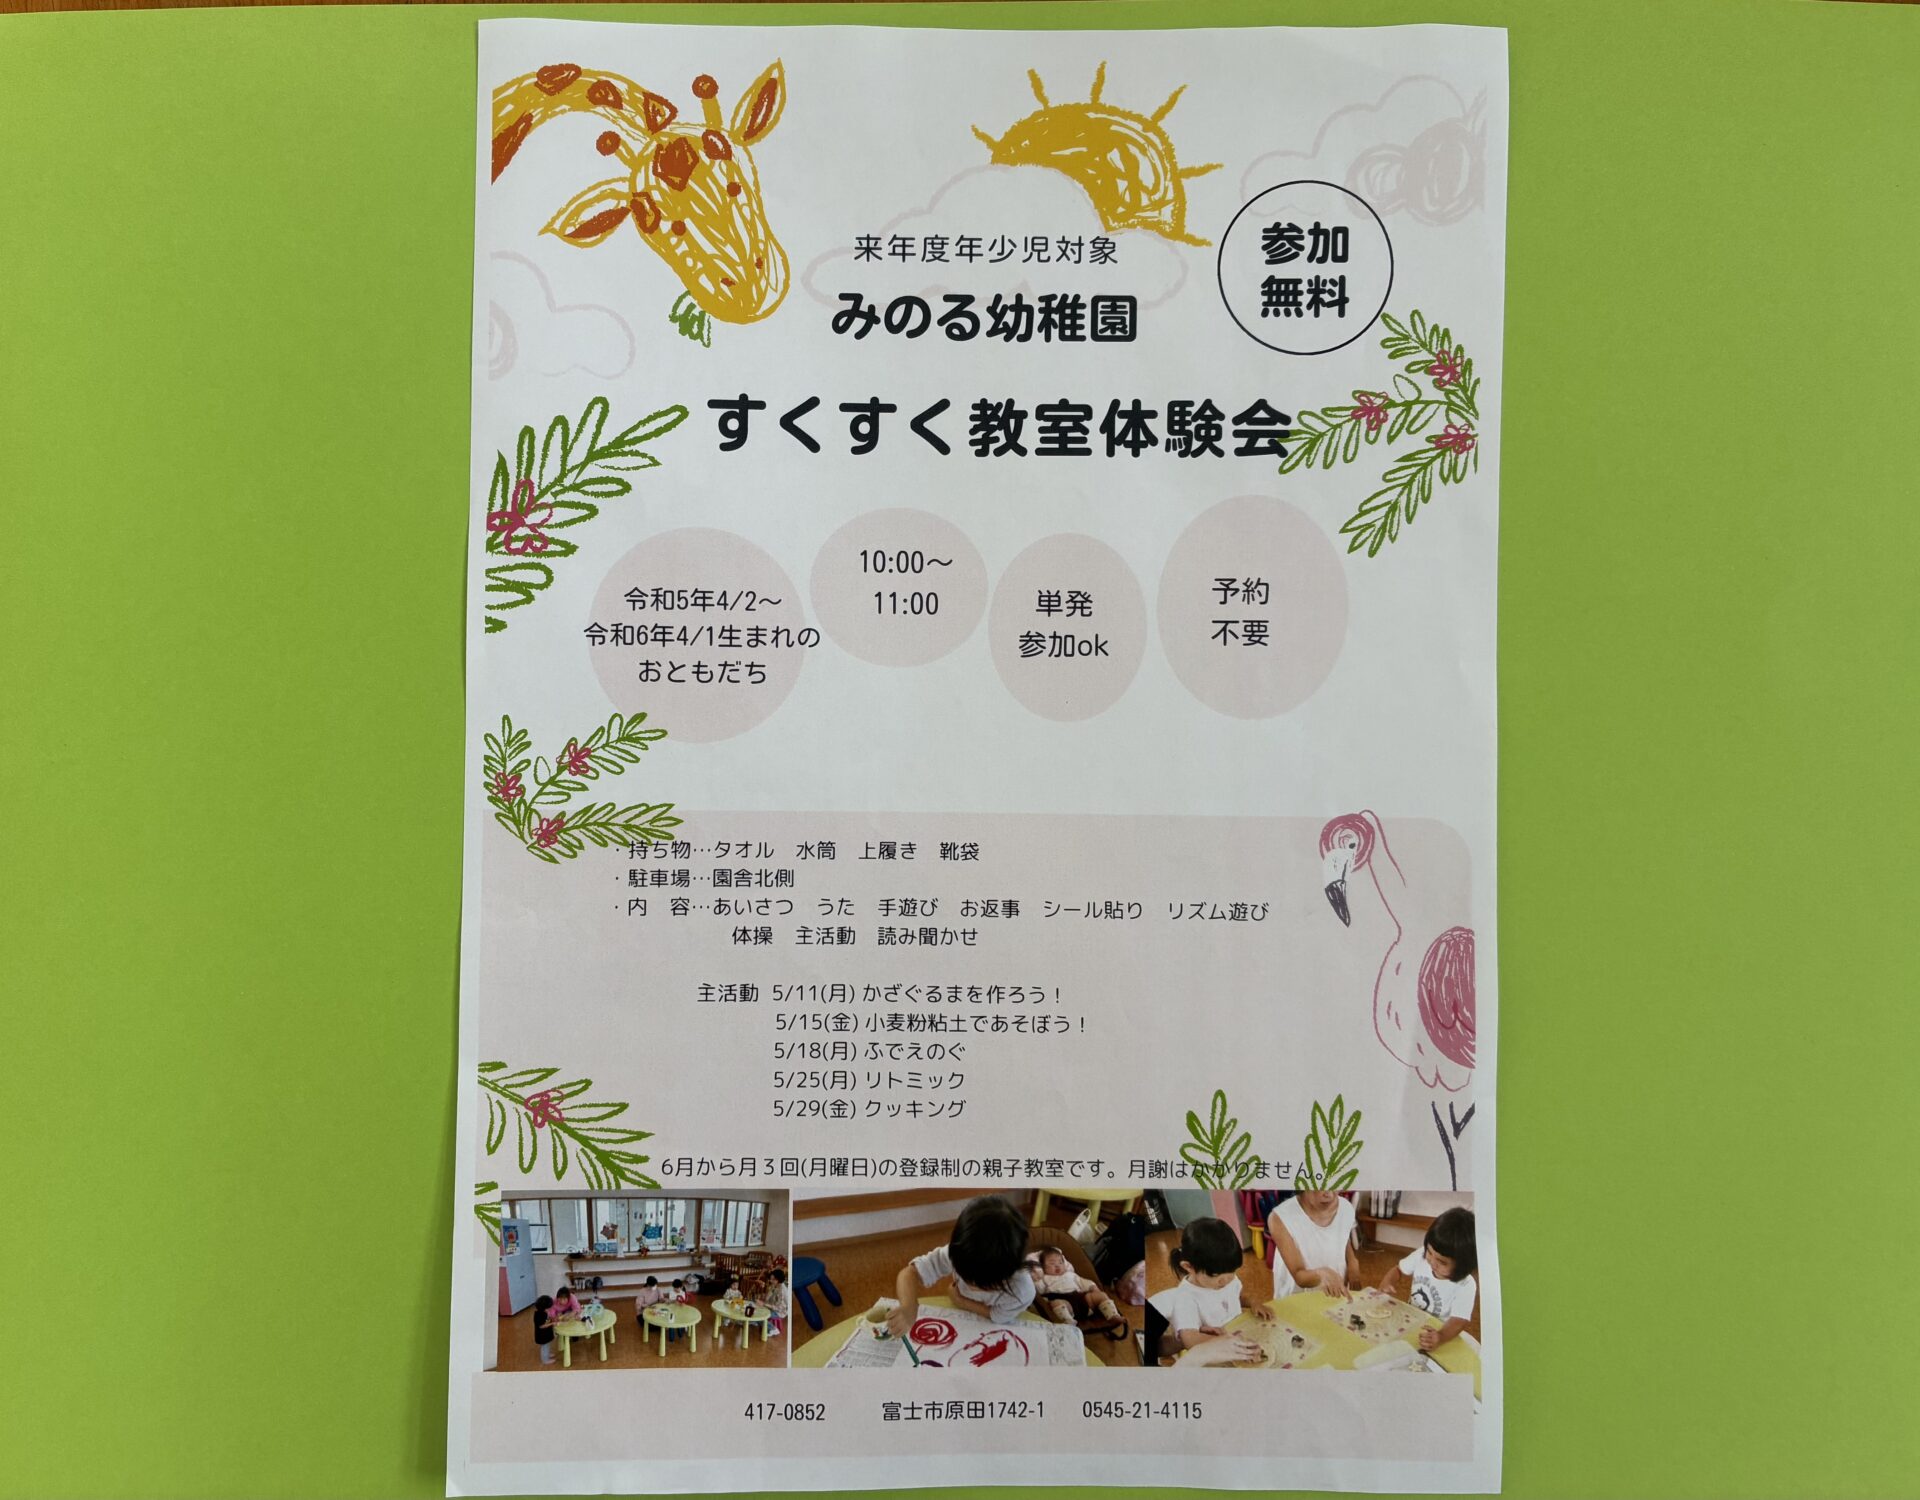 来年度年少児対象
みのる幼稚園
参加
無料
すくすく教室体験会
令和5年4/2～
令和6年4/1生まれの
おともだち
10:00～
11:00
単発
参加ok
予約
不要
・持ち物…タオル　水筒　上履き　靴袋
・駐車場…園舎北側
・内　容…あいさつ　うた　手遊び　お返事　シール貼り　リズム遊び
体操　主活動　読み聞かせ
主活動 5/11(月) かざぐるまを作ろう！
5/15(金) 小麦粉粘土であそぼう！
5/18(月) ふでえのぐ
5/25(月) リトミック
5/29(金) クッキング
6月から月３回(月曜日)の登録制の親子教室です。月謝はかかりません。
417-0852　富士市原田1742-1　0545-21-4115